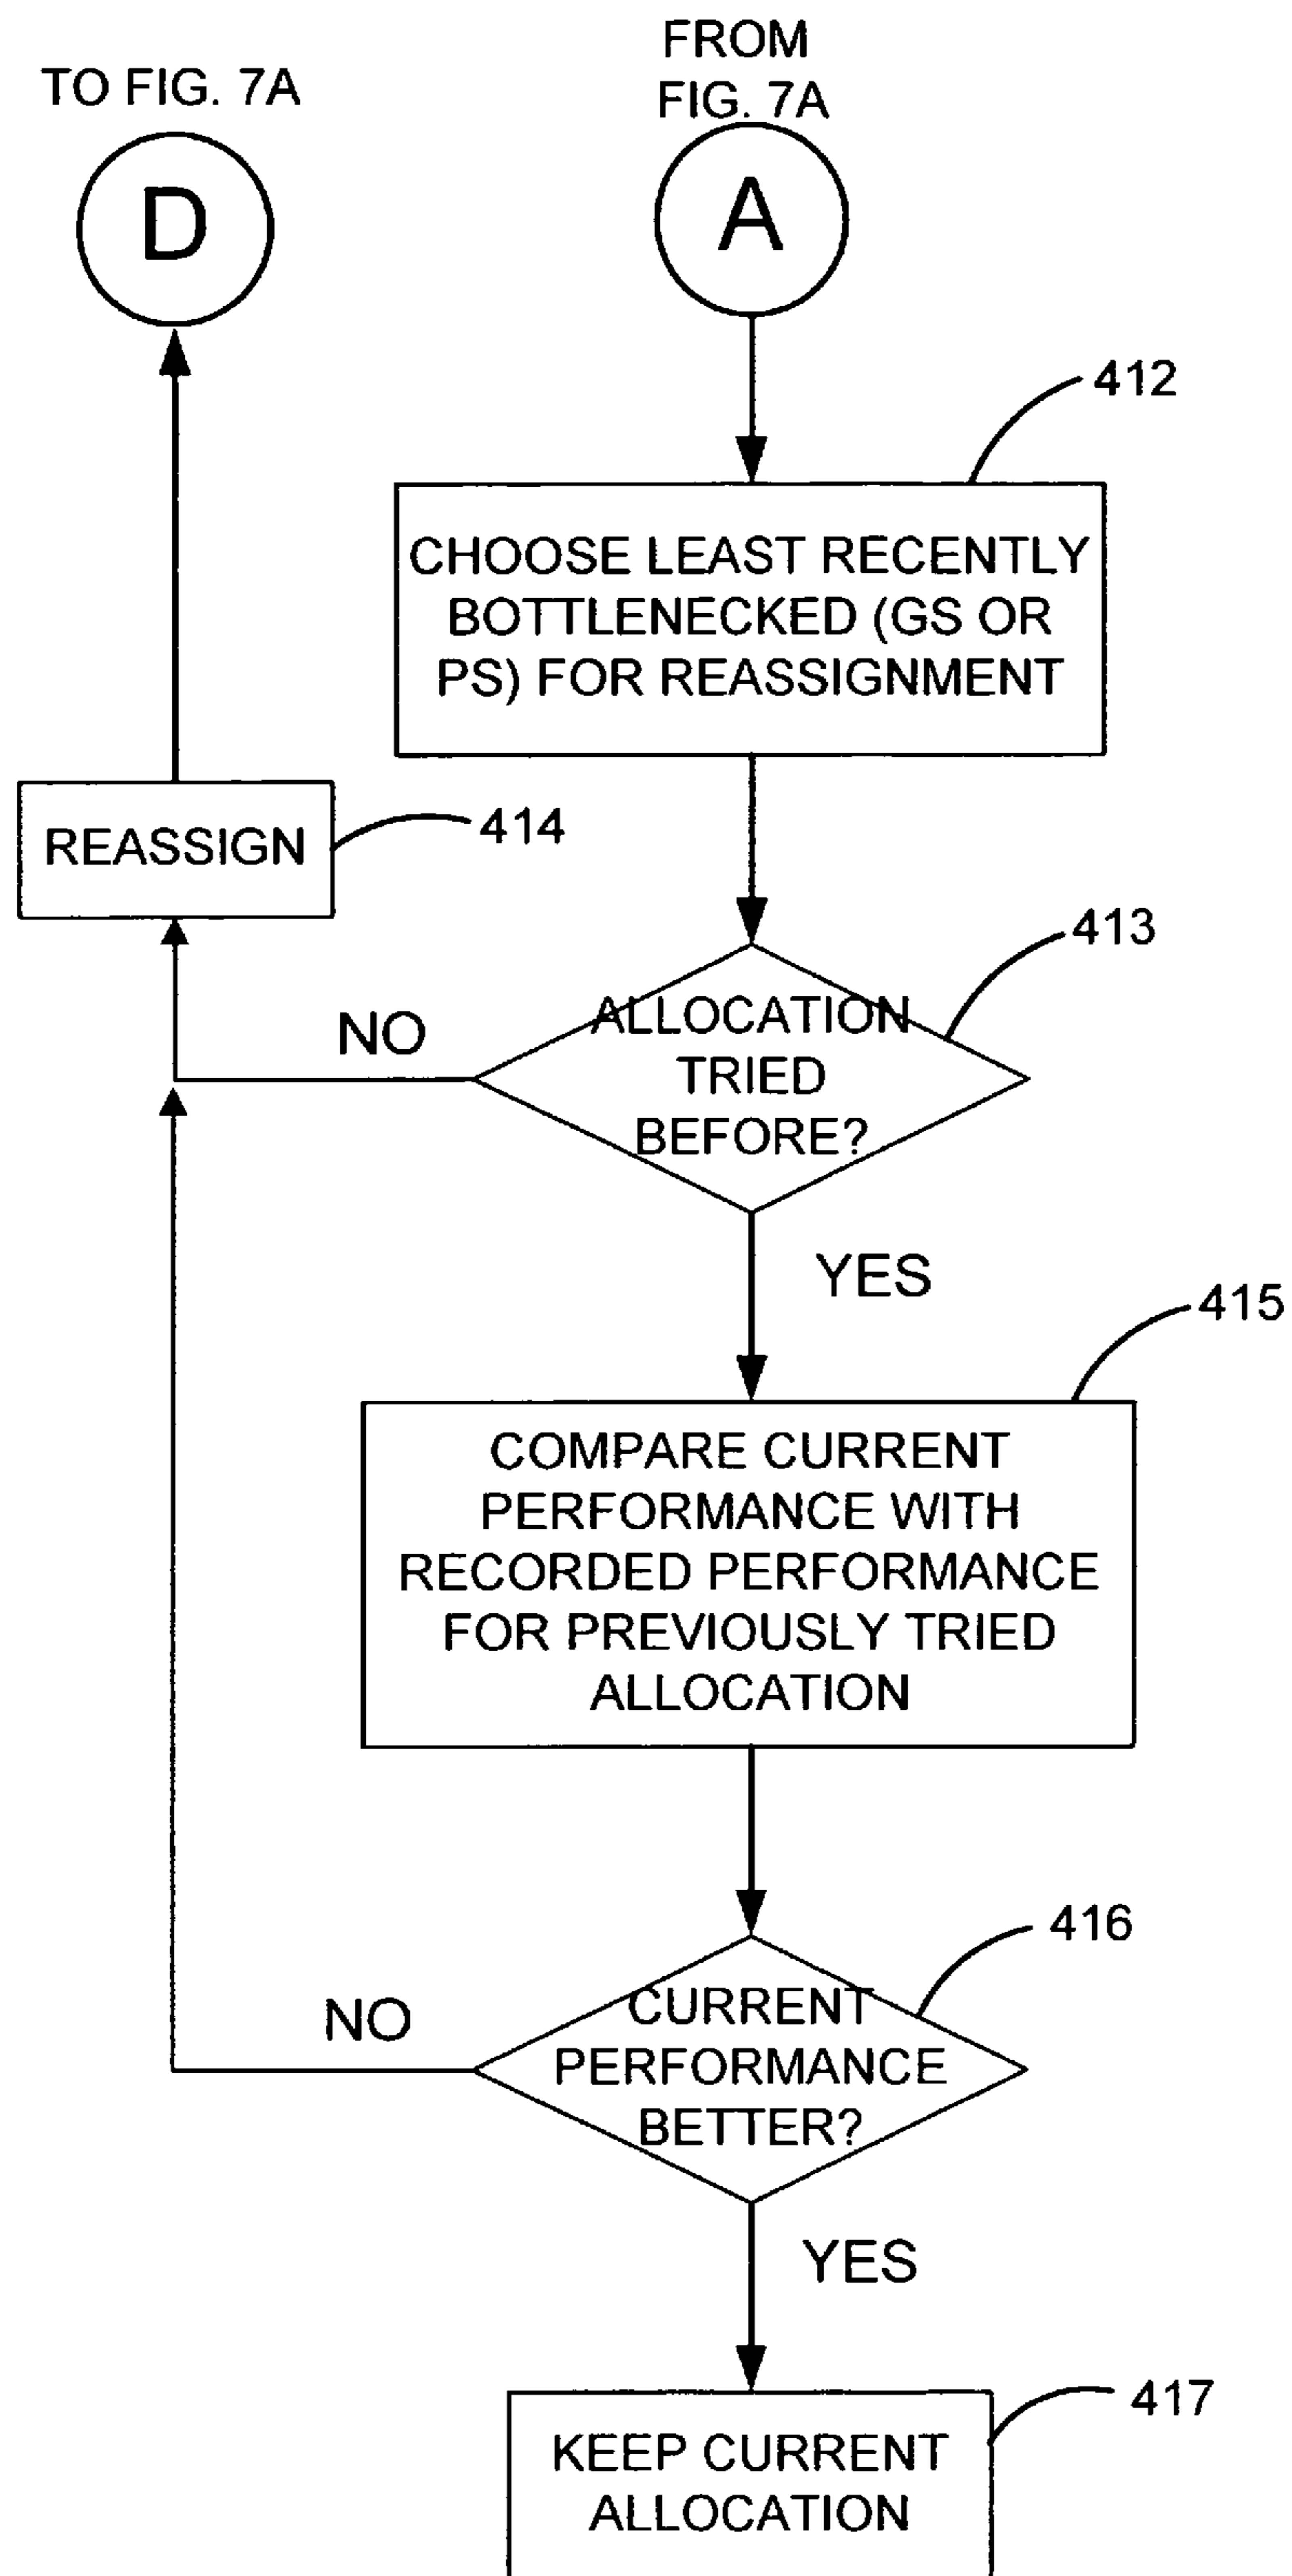 TO FIG. 7A
D
FROM
FIG. 7A
A
412
CHOOSE LEAST RECENTLY
BOTTLENECKED (GS OR
PS) FOR REASSIGNMENT
REASSIGN
414
413
ALLOCATION
TRIED
BEFORE?
NO
YES
415
COMPARE CURRENT
PERFORMANCE WITH
RECORDED PERFORMANCE
FOR PREVIOUSLY TRIED
ALLOCATION
416
CURRENT
PERFORMANCE
BETTER?
NO
YES
417
KEEP CURRENT
ALLOCATION